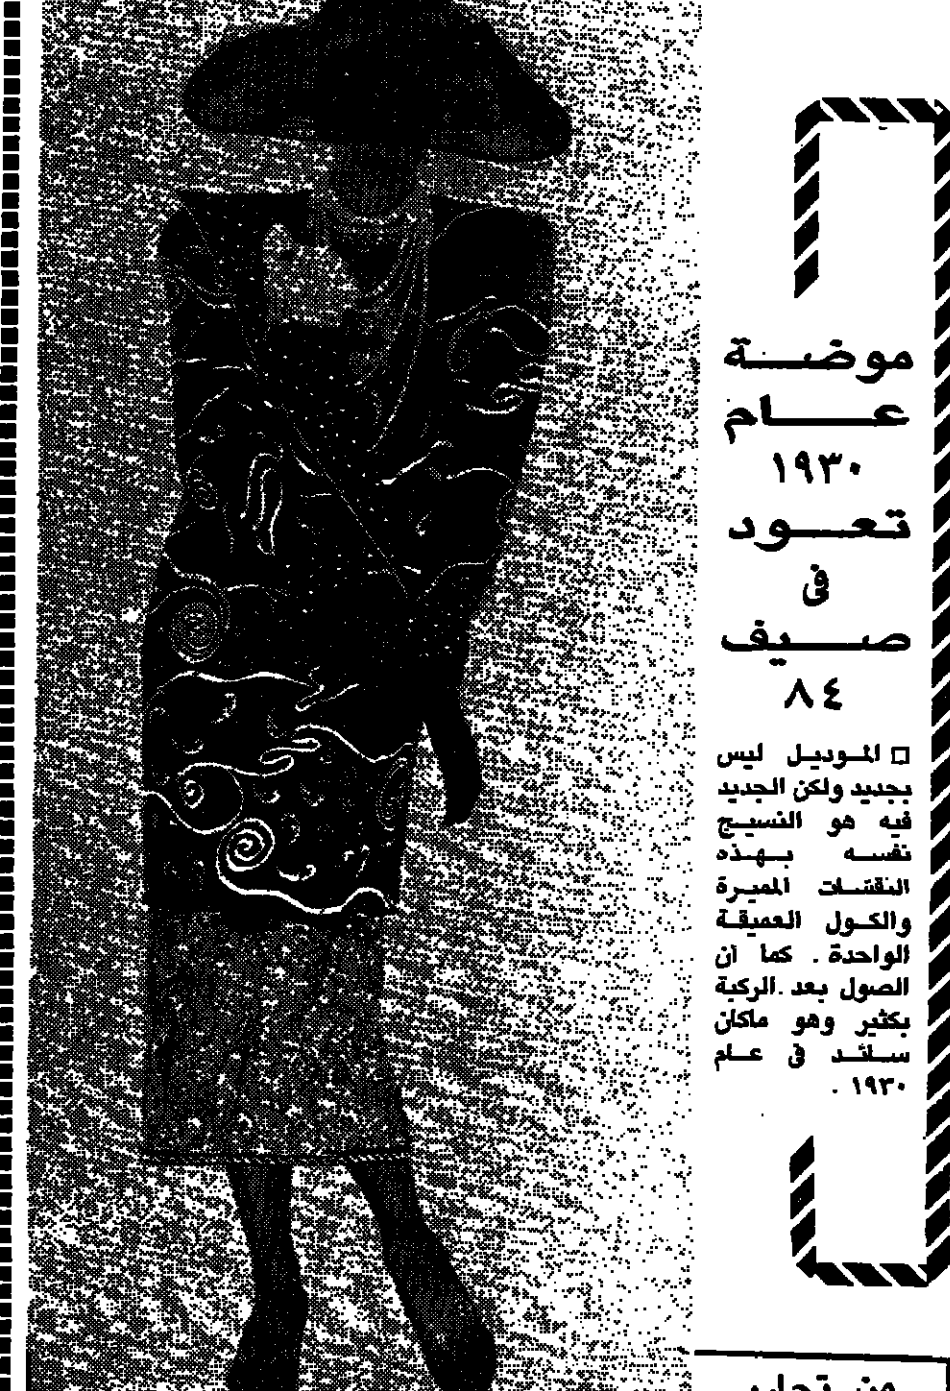 موضة
عام
١٩٣٠
تعود
فى
صيف
٨٤
□ الموديل ليس
بجديد ولكن الجديد
فيه هو النسيج
نفسه بهذه
النقشات المميزة
والكول العميقة
الواحدة . كما أن
الصول بعد الركبة
بكثير وهو ماكان
سائد فى عام
١٩٣٠ .